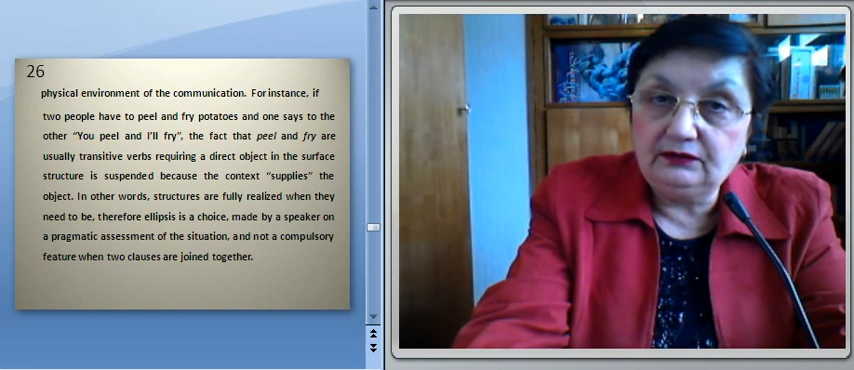 26
physical environment of the communication. For instance, if
two people have to peel and fry potatoes and one says to the
other “You peel and I’ll fry”, the fact that peel and fry are
usually transitive verbs requiring a direct object in the surface
structure is suspended because the context “supplies” the
object. In other words, structures are fully realized when they
need to be, therefore ellipsis is a choice, made by a speaker on
a pragmatic assessment of the situation, and not a compulsory
feature when two clauses are joined together.